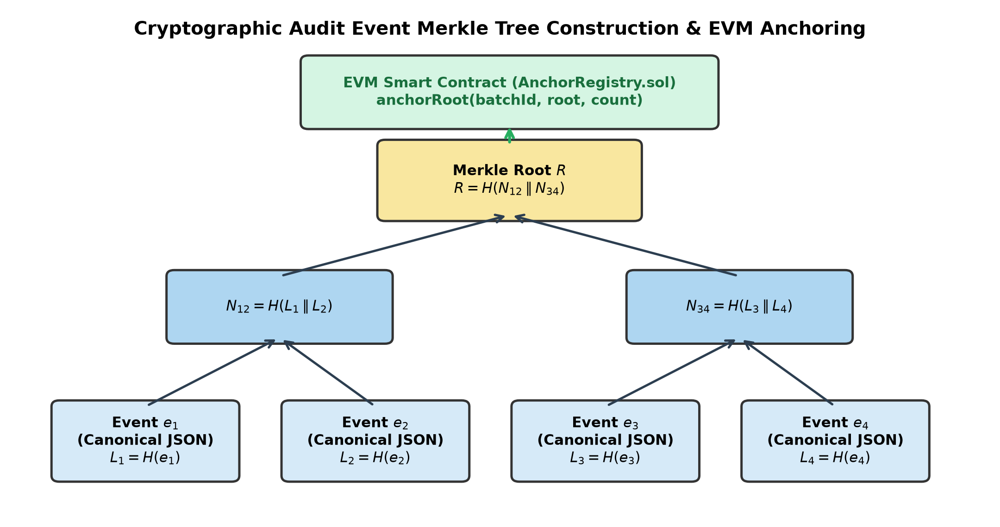 Cryptographic Audit Event Merkle Tree Construction & EVM Anchoring
EVM Smart Contract (AnchorRegistry.sol)
anchorRoot(batchId, root, count)
Merkle Root R
R = H(N₁₂ ∥ N₃₄)
N₁₂ = H(L₁ ∥ L₂)
N₃₄ = H(L₃ ∥ L₄)
Event e₁
(Canonical JSON)
L₁ = H(e₁)
Event e₂
(Canonical JSON)
L₂ = H(e₂)
Event e₃
(Canonical JSON)
L₃ = H(e₃)
Event e₄
(Canonical JSON)
L₄ = H(e₄)